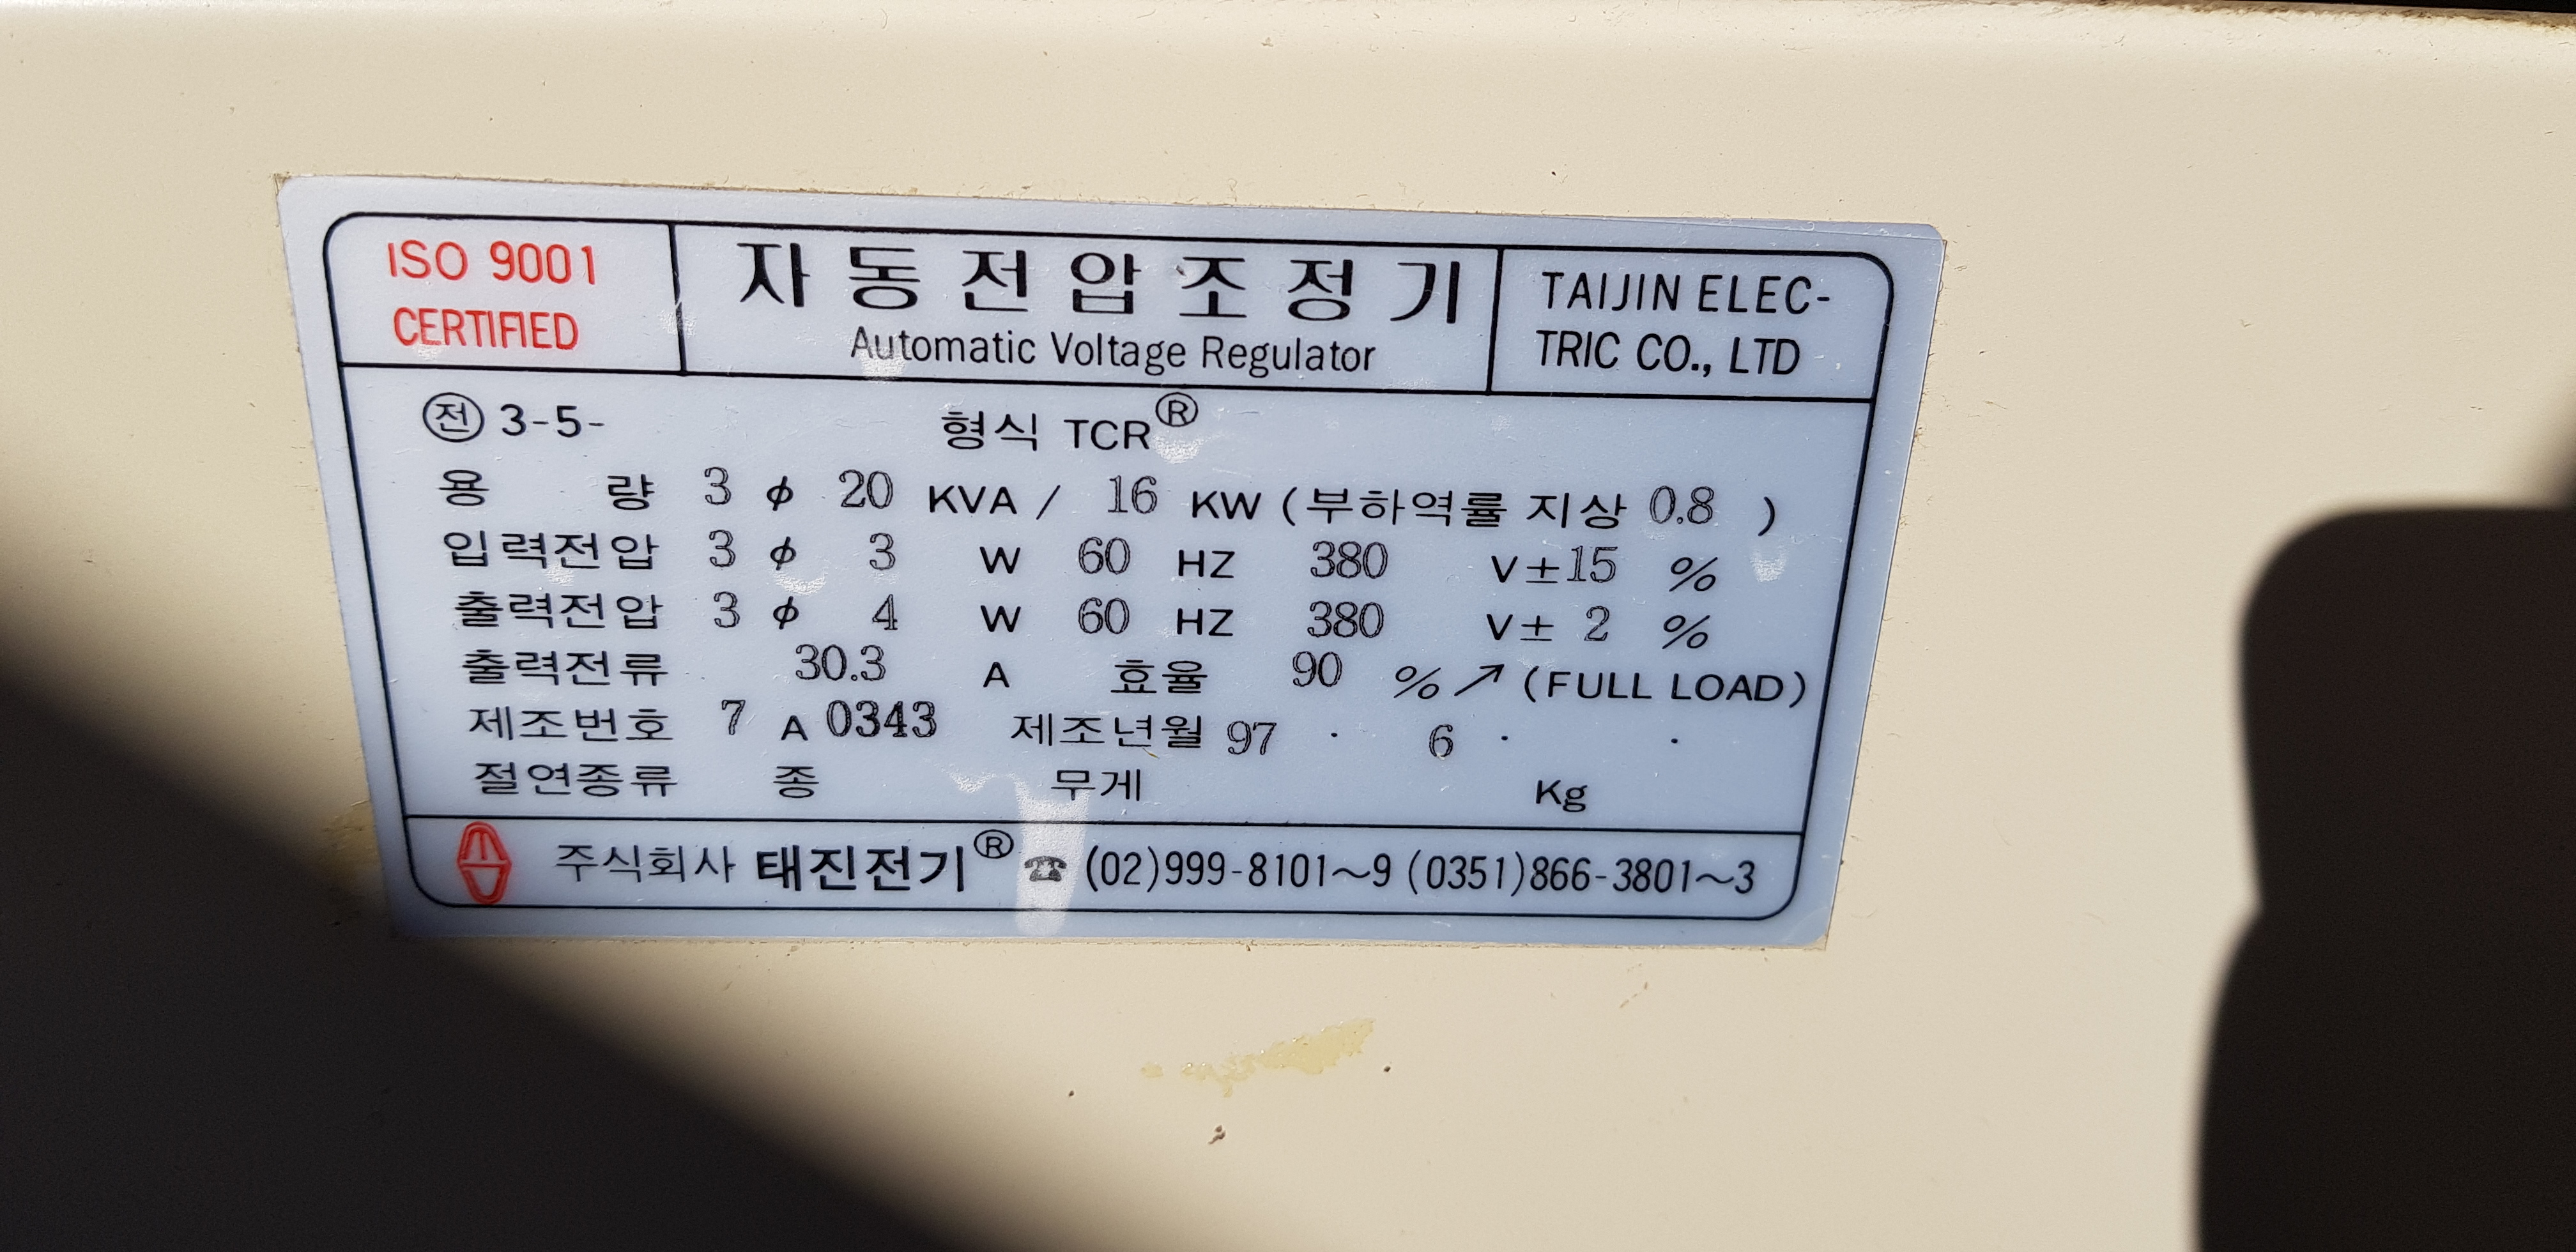 ISO 9001
CERTIFIED
자동전압조정기
Automatic Voltage Regulator
TAIJIN ELEC-
TRIC CO., LTD
㉠전 3-5- 형식 TCR®
용 량 3 φ 20 KVA / 16 KW (부하역률 지상 0.8 )
입력전압 3 φ 3 W 60 HZ 380 V±15 %
출력전압 3 φ 4 W 60 HZ 380 V± 2 %
출력전류 30.3 A 효율 90 %↗ (FULL LOAD)
제조번호 7 A 0343 제조년월 97 · 6 · ·
절연종류 종 무게 Kg
주식회사 태진전기® ☎ (02)999-8101~9 (0351)866-3801~3